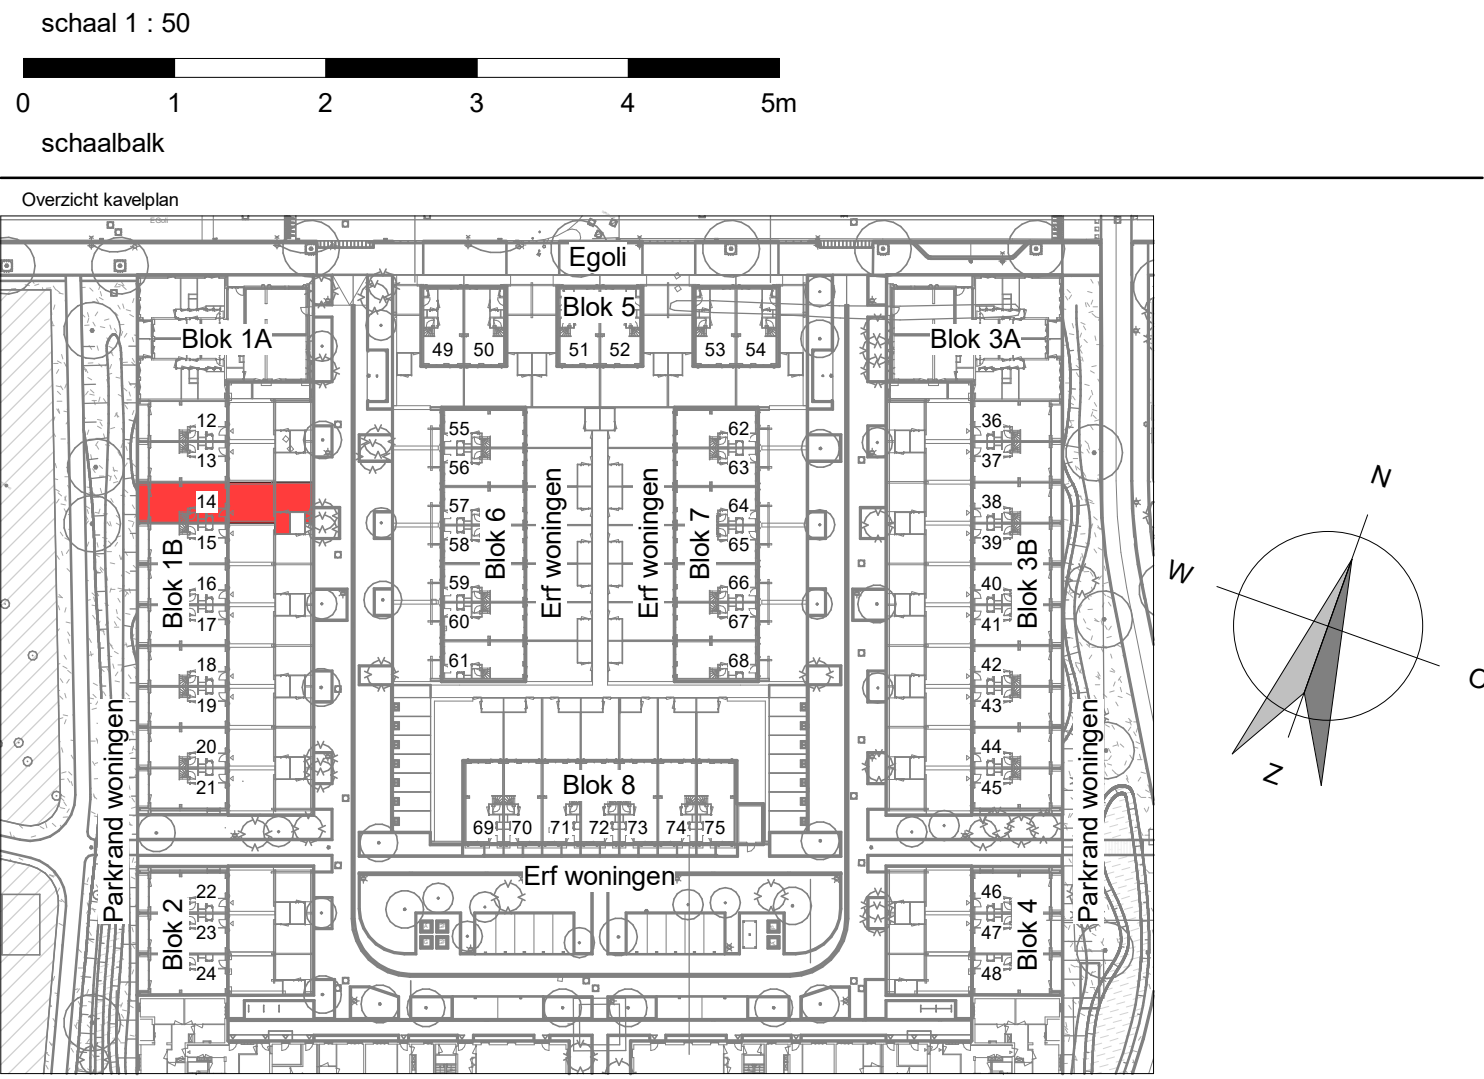 schaal 1 : 50
0 1 2 3 4 5m
schaalbalk
Overzicht kavelplan
EGoli
Egoli
Blok 1A
Blok 5
Blok 3A
49 50 51 52 53 54
12
13
14
15
16
17
18
19
20
21
Blok 1B
55
56
57
58
59
60
61
Blok 6
Erf woningen
Erf woningen
Blok 7
62
63
64
65
66
67
68
36
37
38
39
40
41
42
43
44
45
Blok 3B
Parkrand woningen
Blok 8
69 70 71 72 73 74 75
Erf woningen
Parkrand woningen
22
23
24
Blok 2
46
47
48
Blok 4
N
W
O
Z